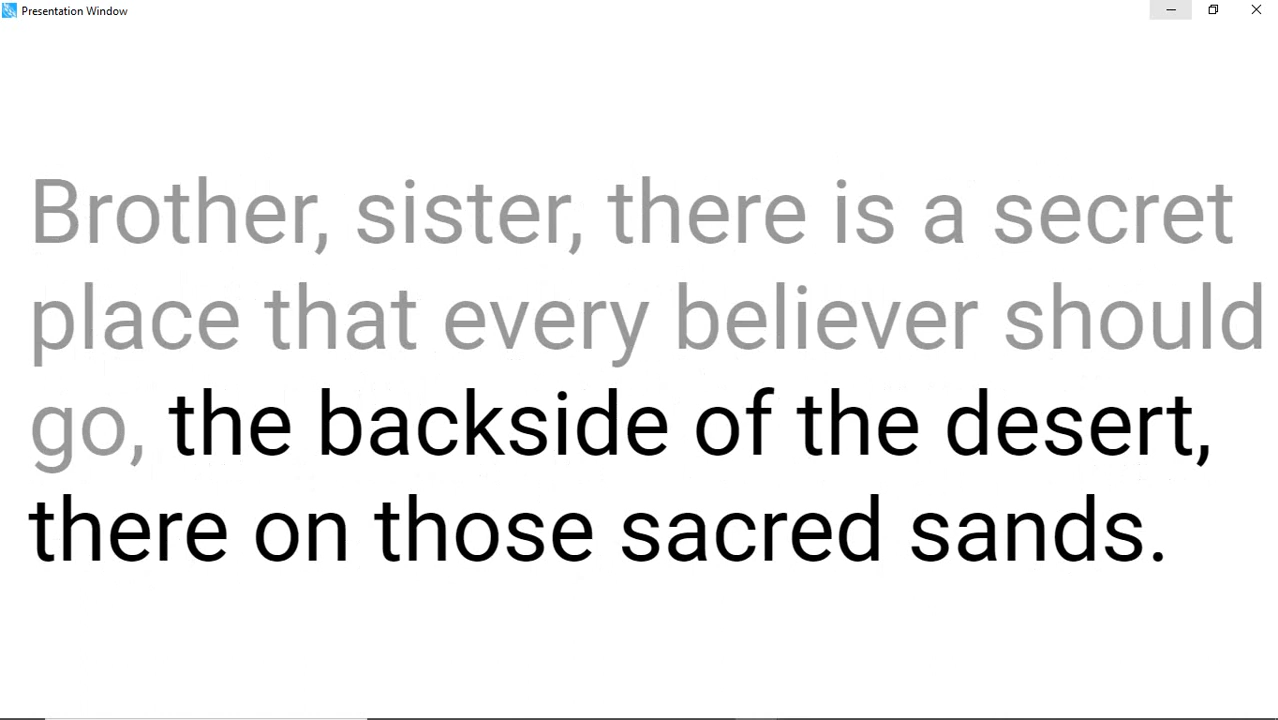 Presentation Window
Brother, sister, there is a secret
place that every believer should
go, the backside of the desert,
there on those sacred sands.